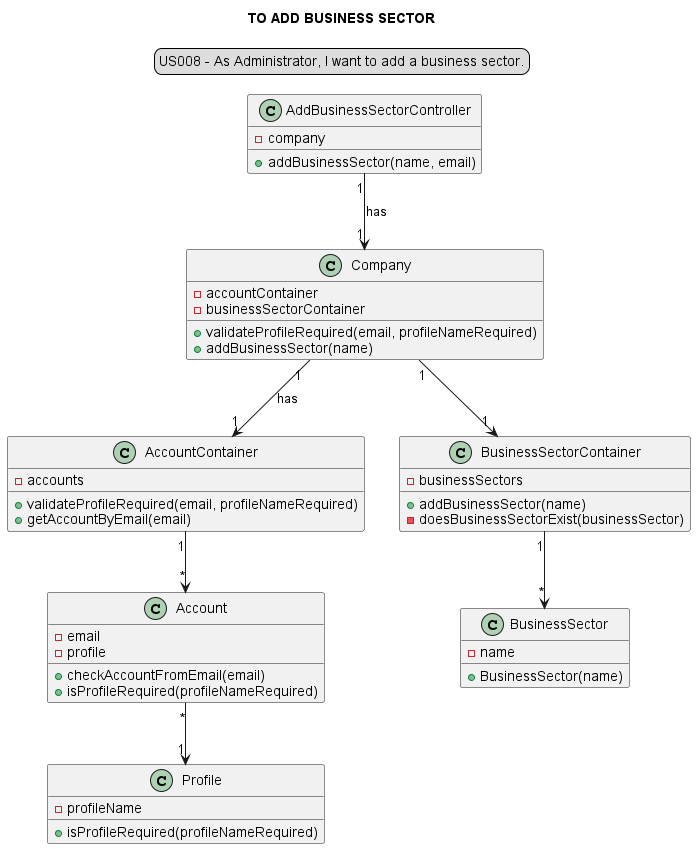 TO ADD BUSINESS SECTOR
US008 - As Administrator, I want to add a business sector.
C AddBusinessSectorController
company
addBusinessSector(name, email)
1
has
1
C Company
accountContainer
businessSectorContainer
validateProfileRequired(email, profileNameRequired)
addBusinessSector(name)
1
has
1
1
1
C AccountContainer
accounts
validateProfileRequired(email, profileNameRequired)
getAccountByEmail(email)
C BusinessSectorContainer
businessSectors
addBusinessSector(name)
doesBusinessSectorExist(businessSector)
1
*
1
*
C Account
email
profile
checkAccountFromEmail(email)
isProfileRequired(profileNameRequired)
C BusinessSector
name
BusinessSector(name)
*
1
C Profile
profileName
isProfileRequired(profileNameRequired)